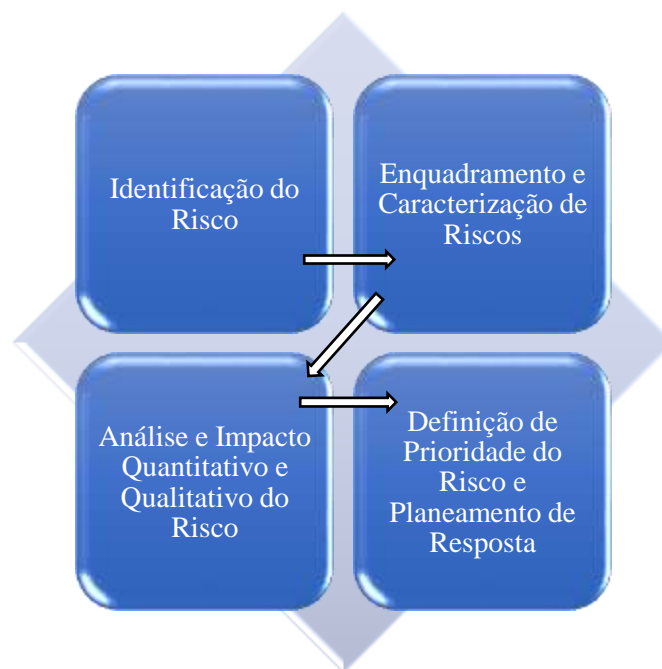 Identificação do
Risco
Enquadramento e
Caracterização de
Riscos
Análise e Impacto
Quantitativo e
Qualitativo do
Risco
Definição de
Prioridade do
Risco e
Planeamento de
Resposta